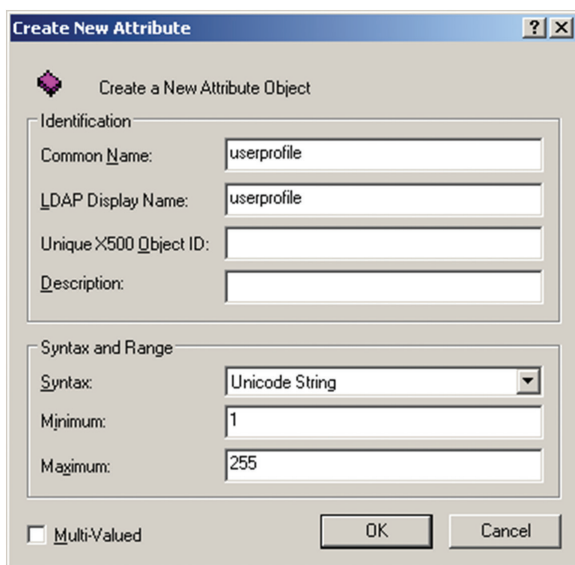 Create New Attribute
Create a New Attribute Object
Identification
Common Name: userprofile
LDAP Display Name: userprofile
Unique X500 Object ID:
Description:
Syntax and Range
Syntax: Unicode String
Minimum: 1
Maximum: 255
Multi-Valued OK Cancel